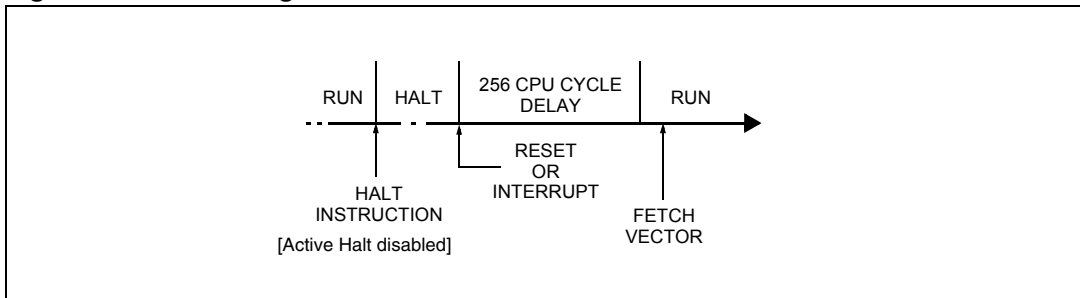 RUN
HALT
256 CPU CYCLE
DELAY
RUN
RESET
OR
INTERRUPT
HALT
INSTRUCTION
[Active Halt disabled]
FETCH
VECTOR